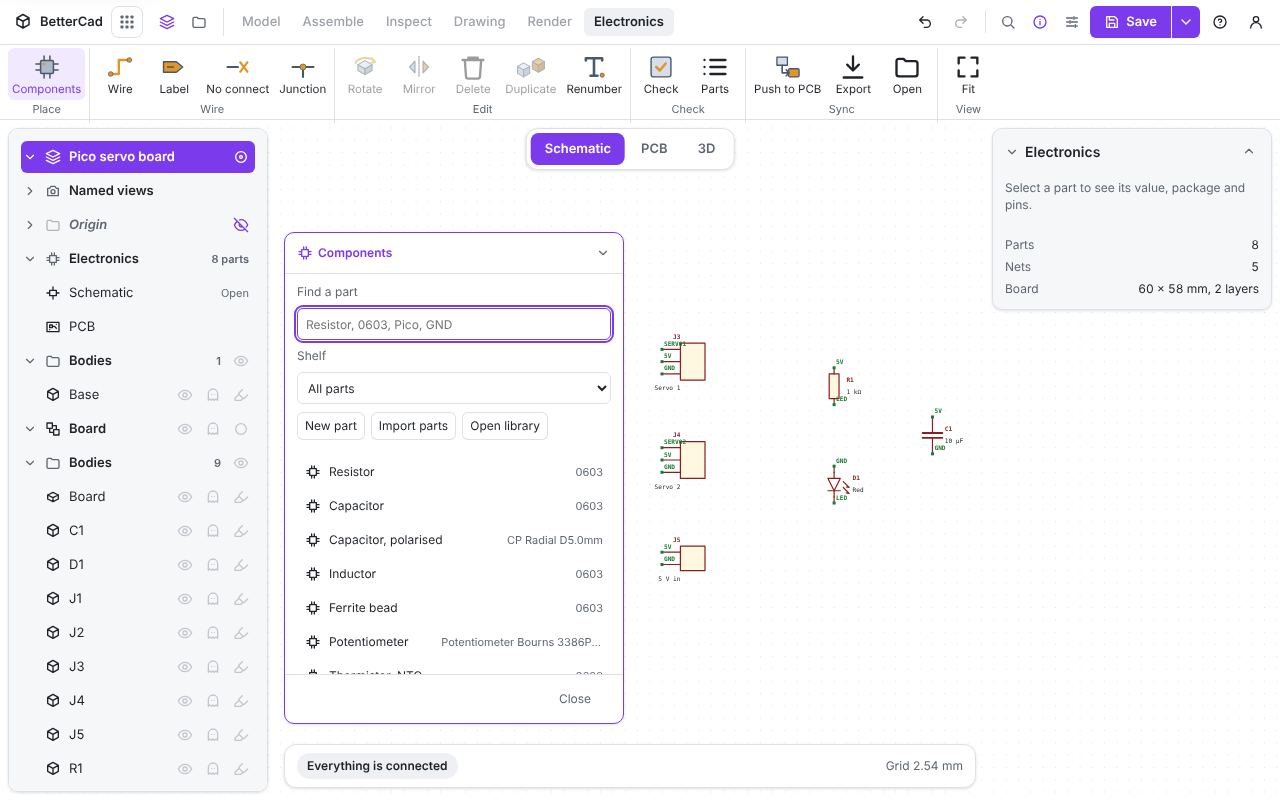 BetterCad
Model
Assemble
Inspect
Drawing
Render
Electronics
Save
Components
Wire
Label
No connect
Junction
Rotate
Mirror
Delete
Duplicate
Renumber
Check
Parts
Push to PCB
Export
Open
Fit
Place
Wire
Edit
Check
Sync
View
Pico servo board
Named views
Origin
Electronics 8 parts
Schematic Open
PCB
Bodies 1
Base
Board
Bodies 9
Board
C1
D1
J1
J2
J3
J4
J5
R1
Schematic
PCB
3D
Components
Find a part
Resistor, 0603, Pico, GND
Shelf
All parts
New part
Import parts
Open library
Resistor 0603
Capacitor 0603
Capacitor, polarised CP Radial D5.0mm
Inductor 0603
Ferrite bead 0603
Potentiometer Potentiometer Bourns 3386P...
Close
J3
5V
GND
Servo 1
J4
5V
GND
Servo 2
J5
5V
GND
5 V in
5V
R1
1 kΩ
LED
GND
D1
Red
LED
5V
C1
10 µF
GND
Electronics
Select a part to see its value, package and
pins.
Parts 8
Nets 5
Board 60 × 58 mm, 2 layers
Everything is connected
Grid 2.54 mm